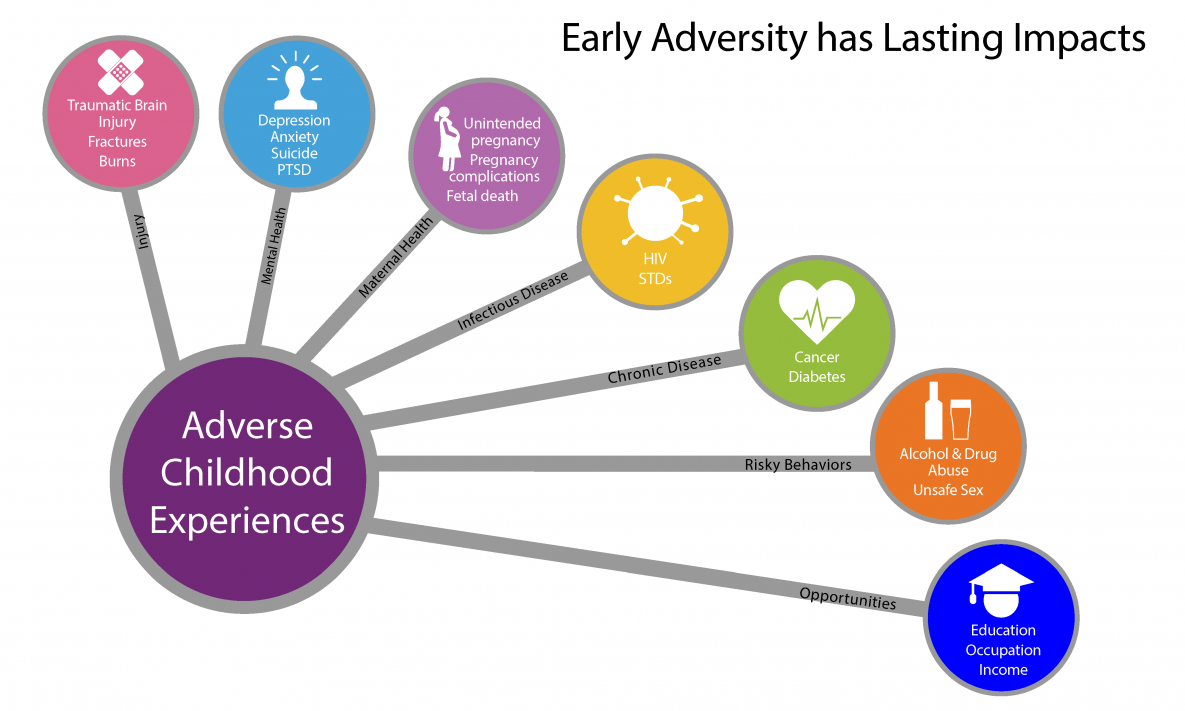 Early Adversity has Lasting Impacts
Traumatic Brain
Injury
Fractures
Burns
Injury
Depression
Anxiety
Suicide
PTSD
Mental Health
Unintended
pregnancy
Pregnancy
complications
Fetal death
Maternal Health
HIV
STDs
Infectious Disease
Cancer
Diabetes
Chronic Disease
Alcohol & Drug
Abuse
Unsafe Sex
Risky Behaviors
Education
Occupation
Income
Opportunities
Adverse
Childhood
Experiences